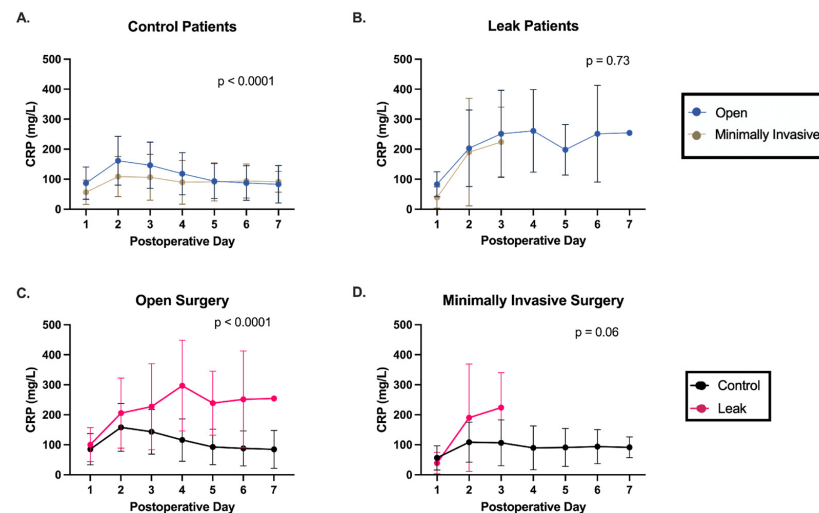 A.
Control Patients
p < 0.0001
CRP (mg/L)
500
400
300
200
100
0
1 2 3 4 5 6 7
Postoperative Day
B.
Leak Patients
p = 0.73
CRP (mg/L)
500
400
300
200
100
0
1 2 3 4 5 6 7
Postoperative Day
Open
Minimally Invasive
C.
Open Surgery
p < 0.0001
CRP (mg/L)
500
400
300
200
100
0
1 2 3 4 5 6 7
Postoperative Day
D.
Minimally Invasive Surgery
p = 0.06
CRP (mg/L)
500
400
300
200
100
0
1 2 3 4 5 6 7
Postoperative Day
Control
Leak